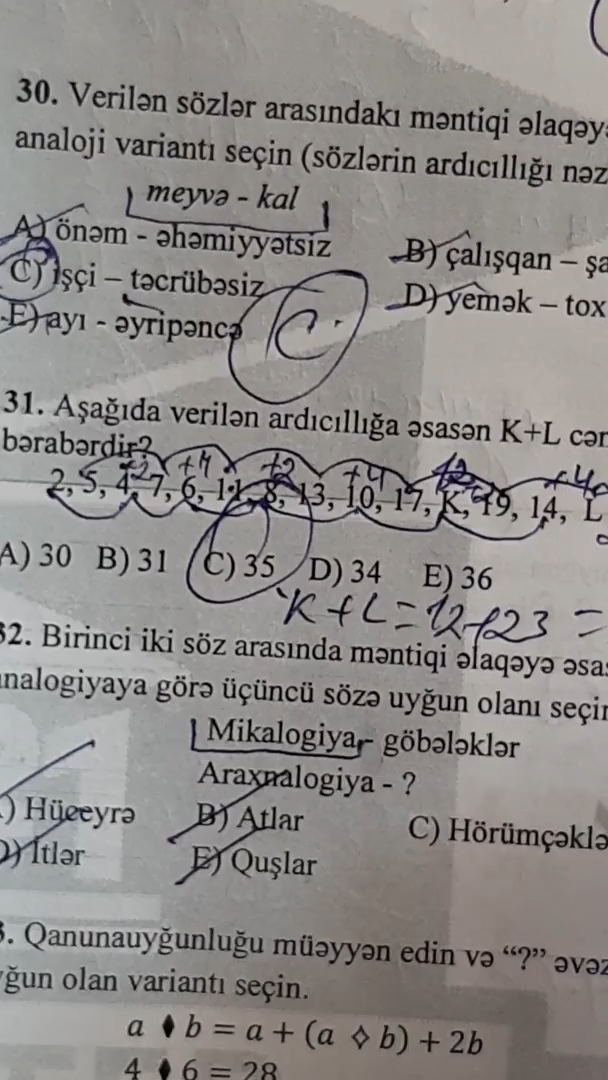 30. Verilən sözlər arasındakı məntiqi əlaqəyə
analoji variantı seçin (sözlərin ardıcıllığı nəz
meyvə - kal
A) önəm - əhəmiyyətsiz B) çalışqan – şa
C) işçi – təcrübəsiz D) yemək – tox
E) ayı - əyripəncə C
31. Aşağıda verilən ardıcıllığa əsasən K+L cəm
bərabərdir?
+2 +4 +2 +4 +2 +4
2, 5, 4, 7, 6, 11, 8, 13, 10, 17, K, 19, 14, L
A) 30 B) 31 C) 35 D) 34 E) 36
K+L=12+23=
32. Birinci iki söz arasında məntiqi əlaqəyə əsas
analogiyaya görə üçüncü sözə uyğun olanı seçin
Mikalogiya - göbələklər
Araxnalogiya - ?
) Hüceyrə B) Atlar C) Hörümçəklə
D) İtlər E) Quşlar
3. Qanunauyğunluğu müəyyən edin və “?” əvəz
yğun olan variantı seçin.
a ♦ b = a + (a ◇ b) + 2b
4 ♦ 6 = 28